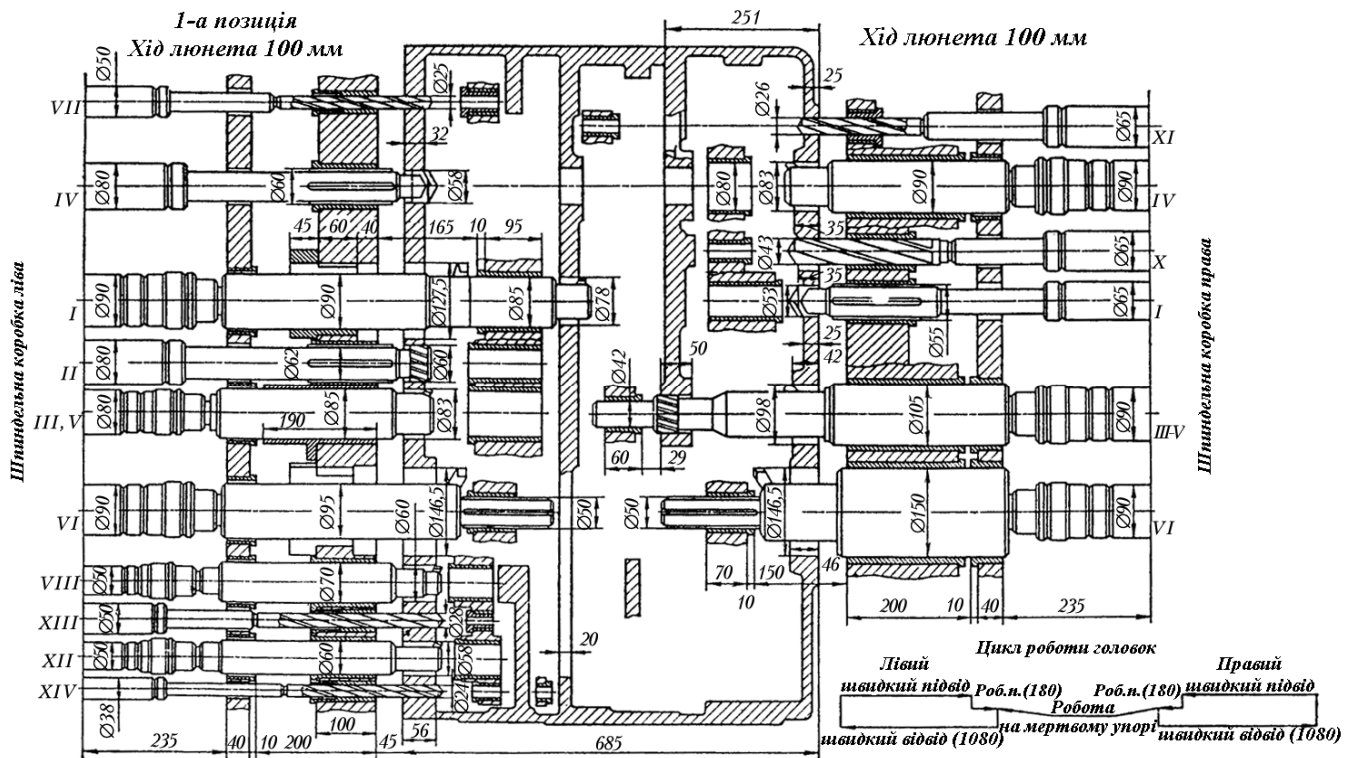 1-а позиція
Хід люнета 100 мм
Хід люнета 100 мм
251
Ø50
Ø25
25
Ø26
VII
32
Ø65
XI
Ø80
Ø60
Ø58
Ø80
Ø83
Ø90
Ø90
IV
IV
45
60
40
165
10
95
35
Ø43
Ø65
X
35
Ø90
Ø90
Ø127,5
Ø85
Ø78
Ø53
Ø55
Ø65
I
I
25
Ø80
Ø62
Ø60
50
42
II
Ø42
Ø80
Ø85
190
Ø83
Ø98
Ø105
Ø90
III, V
III-V
60
29
Ø90
Ø95
Ø60
Ø146,5
Ø50
Ø50
Ø146,5
Ø150
Ø90
VI
VI
Ø50
Ø70
VIII
70
10
150
46
200
10
40
235
Ø50
Ø28
XIII
Ø50
Ø60
Ø58
20
XII
Ø38
Ø24
XIV
100
56
235
40
10
200
45
685
Шпиндельна коробка ліва
Шпиндельна коробка права
Цикл роботи головок
Лівий
швидкий підвід
Правий
швидкий підвід
Роб.п.(180)
Роб.п.(180)
Робота
на мертвому упорі
швидкий відвід (1080)
швидкий відвід (1080)